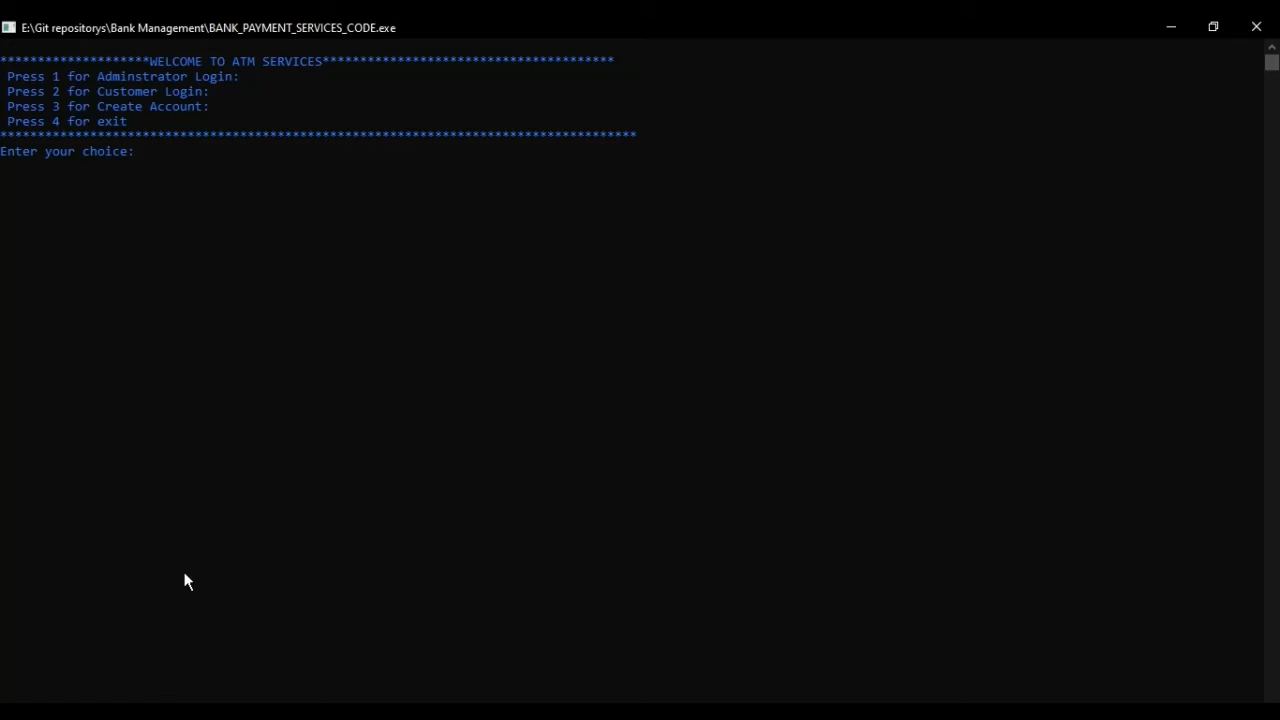 E:\Git repositorys\Bank Management\BANK_PAYMENT_SERVICES_CODE.exe
********************WELCOME TO ATM SERVICES***************************************
Press 1 for Adminstrator Login:
Press 2 for Customer Login:
Press 3 for Create Account:
Press 4 for exit
*************************************************************************************
Enter your choice: